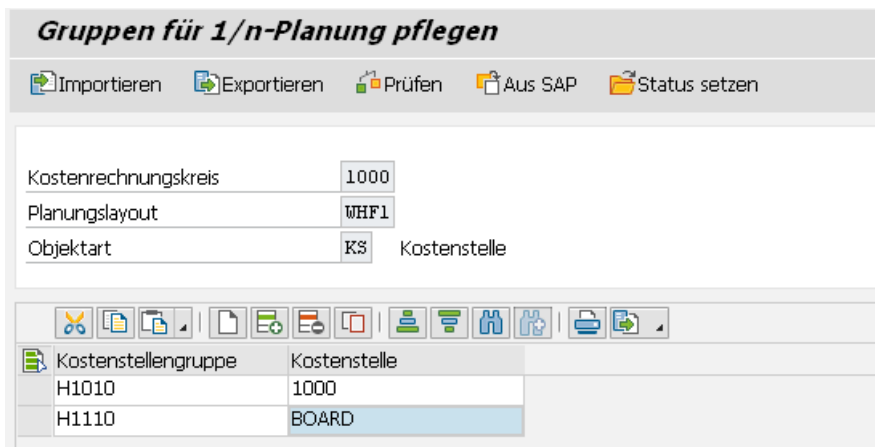 Gruppen für 1/n-Planung pflegen
Importieren Exportieren Prüfen Aus SAP Status setzen
Kostenrechnungskreis 1000
Planungslayout WHF1
Objektart KS Kostenstelle
Kostenstellengruppe Kostenstelle
H1010 1000
H1110 BOARD